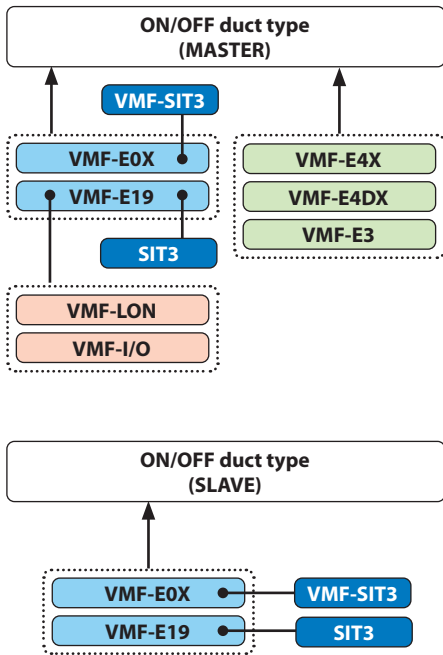 ON/OFF duct type
(MASTER)
VMF-SIT3
VMF-E0X
VMF-E19
SIT3
VMF-LON
VMF-I/O
VMF-E4X
VMF-E4DX
VMF-E3
ON/OFF duct type
(SLAVE)
VMF-E0X
VMF-SIT3
VMF-E19
SIT3